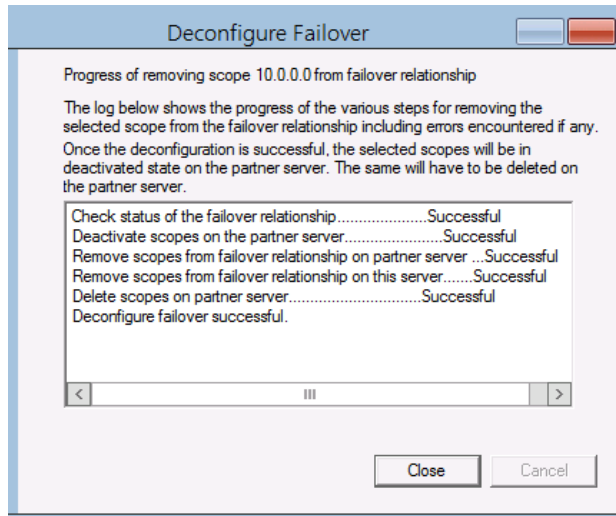 Deconfigure Failover
Progress of removing scope 10.0.0.0 from failover relationship
The log below shows the progress of the various steps for removing the
selected scope from the failover relationship including errors encountered if any.
Once the deconfiguration is successful, the selected scopes will be in
deactivated state on the partner server. The same will have to be deleted on
the partner server.
Check status of the failover relationship.....................Successful
Deactivate scopes on the partner server.......................Successful
Remove scopes from failover relationship on partner server ...Successful
Remove scopes from failover relationship on this server.......Successful
Delete scopes on partner server...............................Successful
Deconfigure failover successful.
Close
Cancel